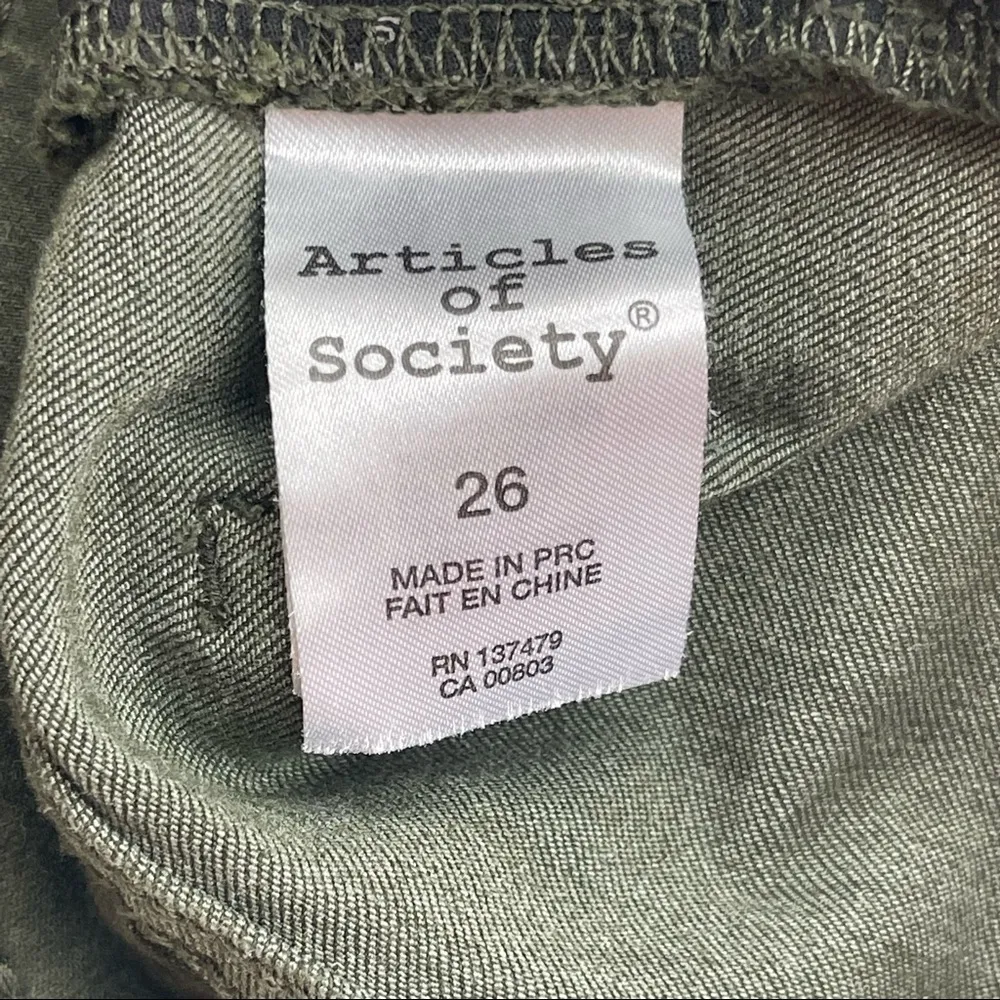 Articles
of
Society®
26
MADE IN PRC
FAIT EN CHINE
RN 137479
CA 00803